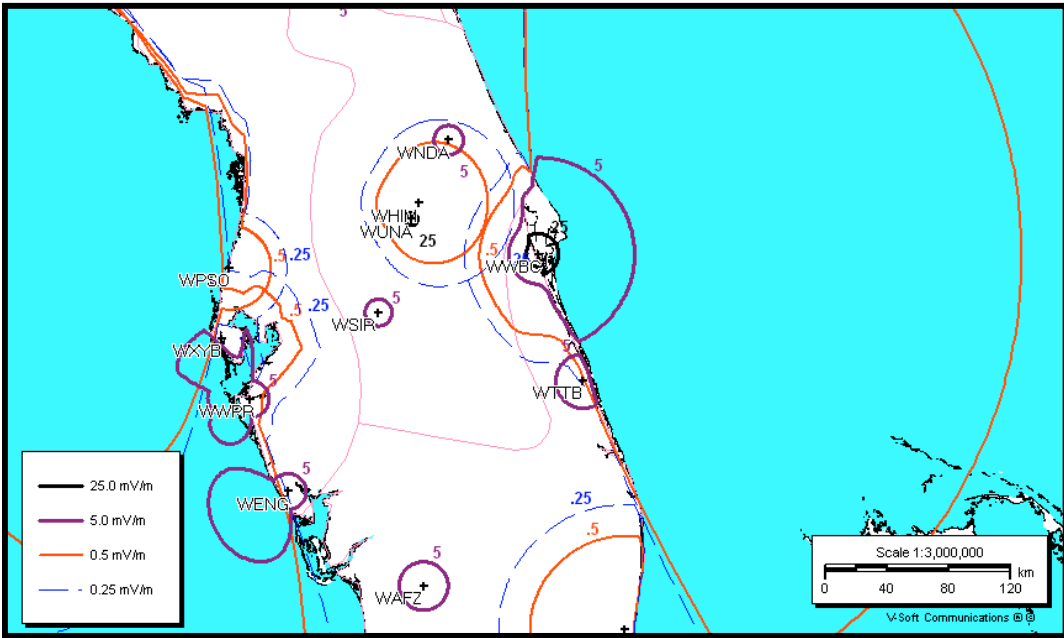 5
5
WNDA
5
5
.25
WHIM
WUNA
25
.5
WWBC
.5
.25
WPSO
.25
.5
5
WSIR
WXYB
5
5
WTTB
WWPR
5
WENG
.25
.5
5
WAFZ
25.0 mV/m
5.0 mV/m
0.5 mV/m
0.25 mV/m
Scale 1:3,000,000
0 40 80 120 km
V-Soft Communications ® ©